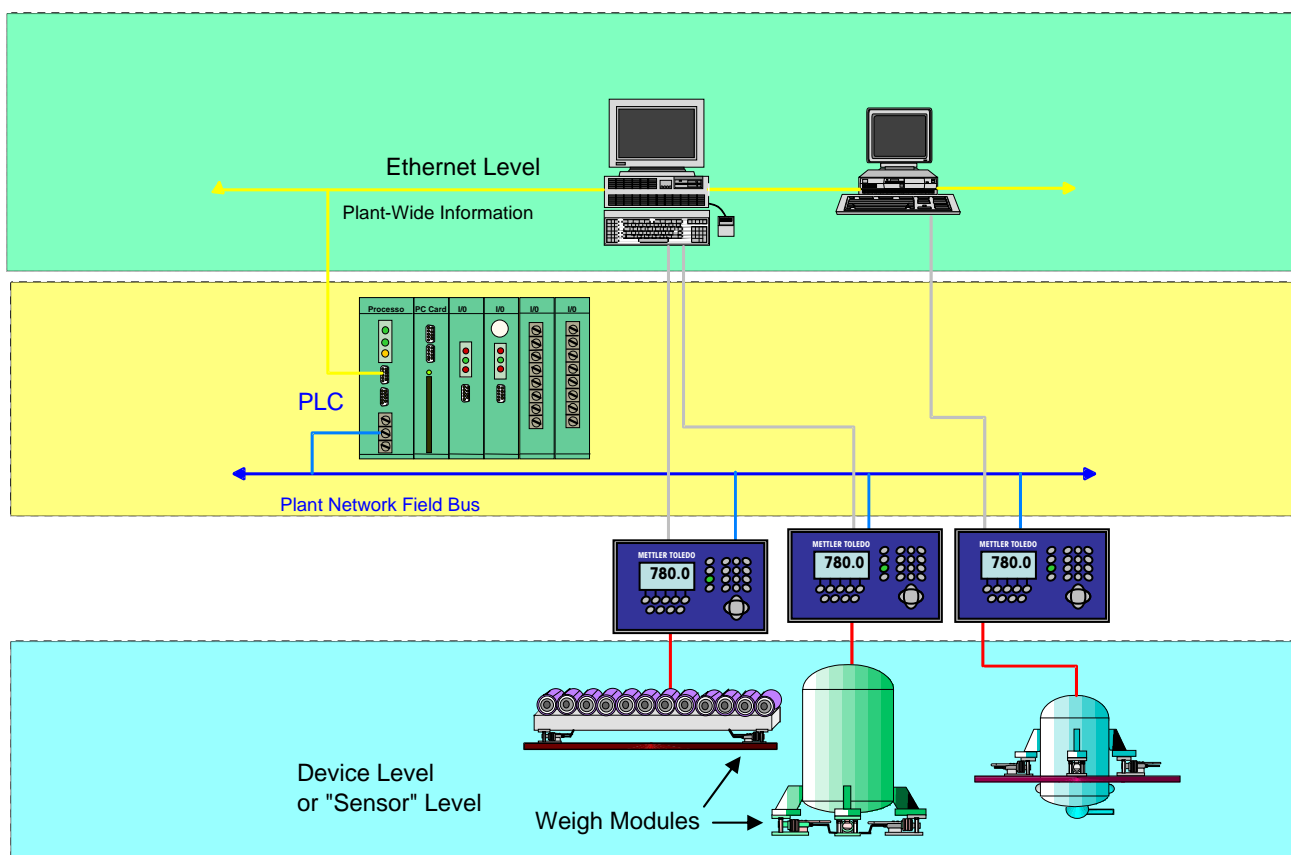 Ethernet Level
Plant-Wide Information
Processo
PC Card
I/0
I/0
I/0
I/0
PLC
Plant Network Field Bus
METTLER TOLEDO
780.0
METTLER TOLEDO
780.0
METTLER TOLEDO
780.0
Device Level
or "Sensor" Level
Weigh Modules